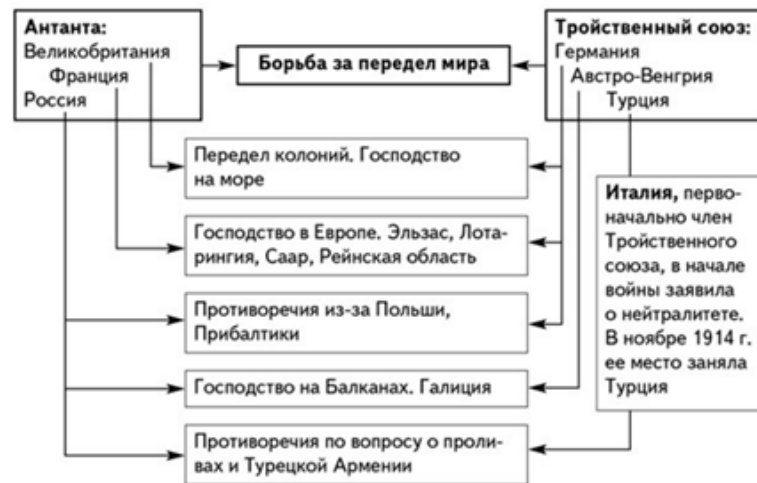 Антанта:
Великобритания
Франция
Россия
Борьба за передел мира
Тройственный союз:
Германия
Австро-Венгрия
Турция
Передел колоний. Господство
на море
Господство в Европе. Эльзас, Лота-
рингия, Саар, Рейнская область
Противоречия из-за Польши,
Прибалтики
Господство на Балканах. Галиция
Противоречия по вопросу о проли-
вах и Турецкой Армении
Италия, перво-
начально член
Тройственного
союза, в начале
войны заявила
о нейтралитете.
В ноябре 1914 г.
ее место заняла
Турция